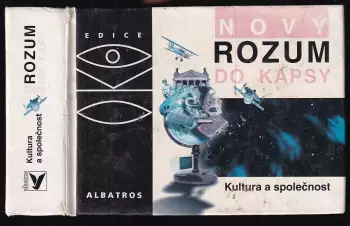 ROZUM
Kultura
a společnost
albatros
EDICE
OKO
ALBATROS
NOVÝ
ROZUM
DO KAPSY
Kultura a společnost